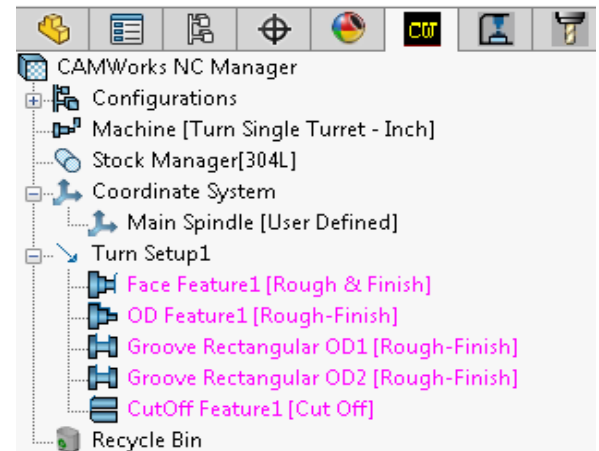 CW
CAMWorks NC Manager
Configurations
Machine [Turn Single Turret - Inch]
Stock Manager[304L]
Coordinate System
Main Spindle [User Defined]
Turn Setup1
Face Feature1 [Rough & Finish]
OD Feature1 [Rough-Finish]
Groove Rectangular OD1 [Rough-Finish]
Groove Rectangular OD2 [Rough-Finish]
CutOff Feature1 [Cut Off]
Recycle Bin